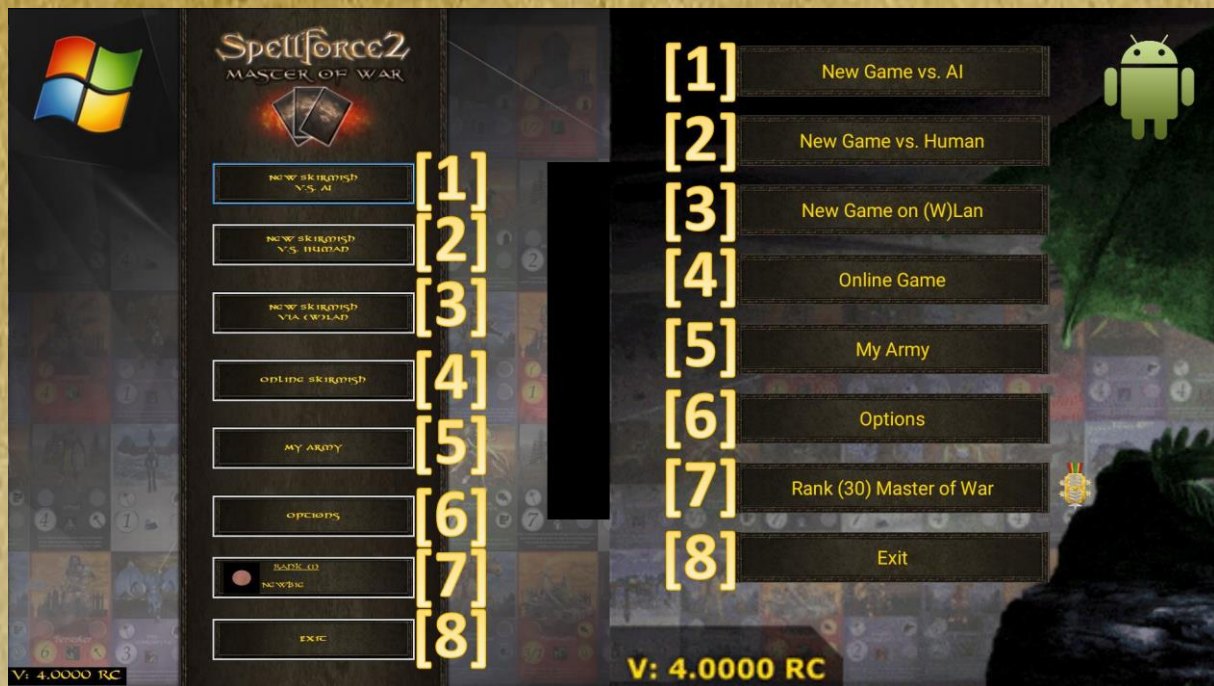 SpellForce2
MASTER OF WAR
NEW SKIRMISH
V.S. AI
[1]
NEW SKIRMISH
V.S. HUMAN
[2]
NEW SKIRMISH
VIA (W)LAN
[3]
ONLINE SKIRMISH
[4]
MY ARMY
[5]
OPTIONS
[6]
RANK (1)
NEWBIE
[7]
EXIT
[8]
V: 4.0000 RC
[1] New Game vs. AI
[2] New Game vs. Human
[3] New Game on (W)Lan
[4] Online Game
[5] My Army
[6] Options
[7] Rank (30) Master of War
[8] Exit
V: 4.0000 RC